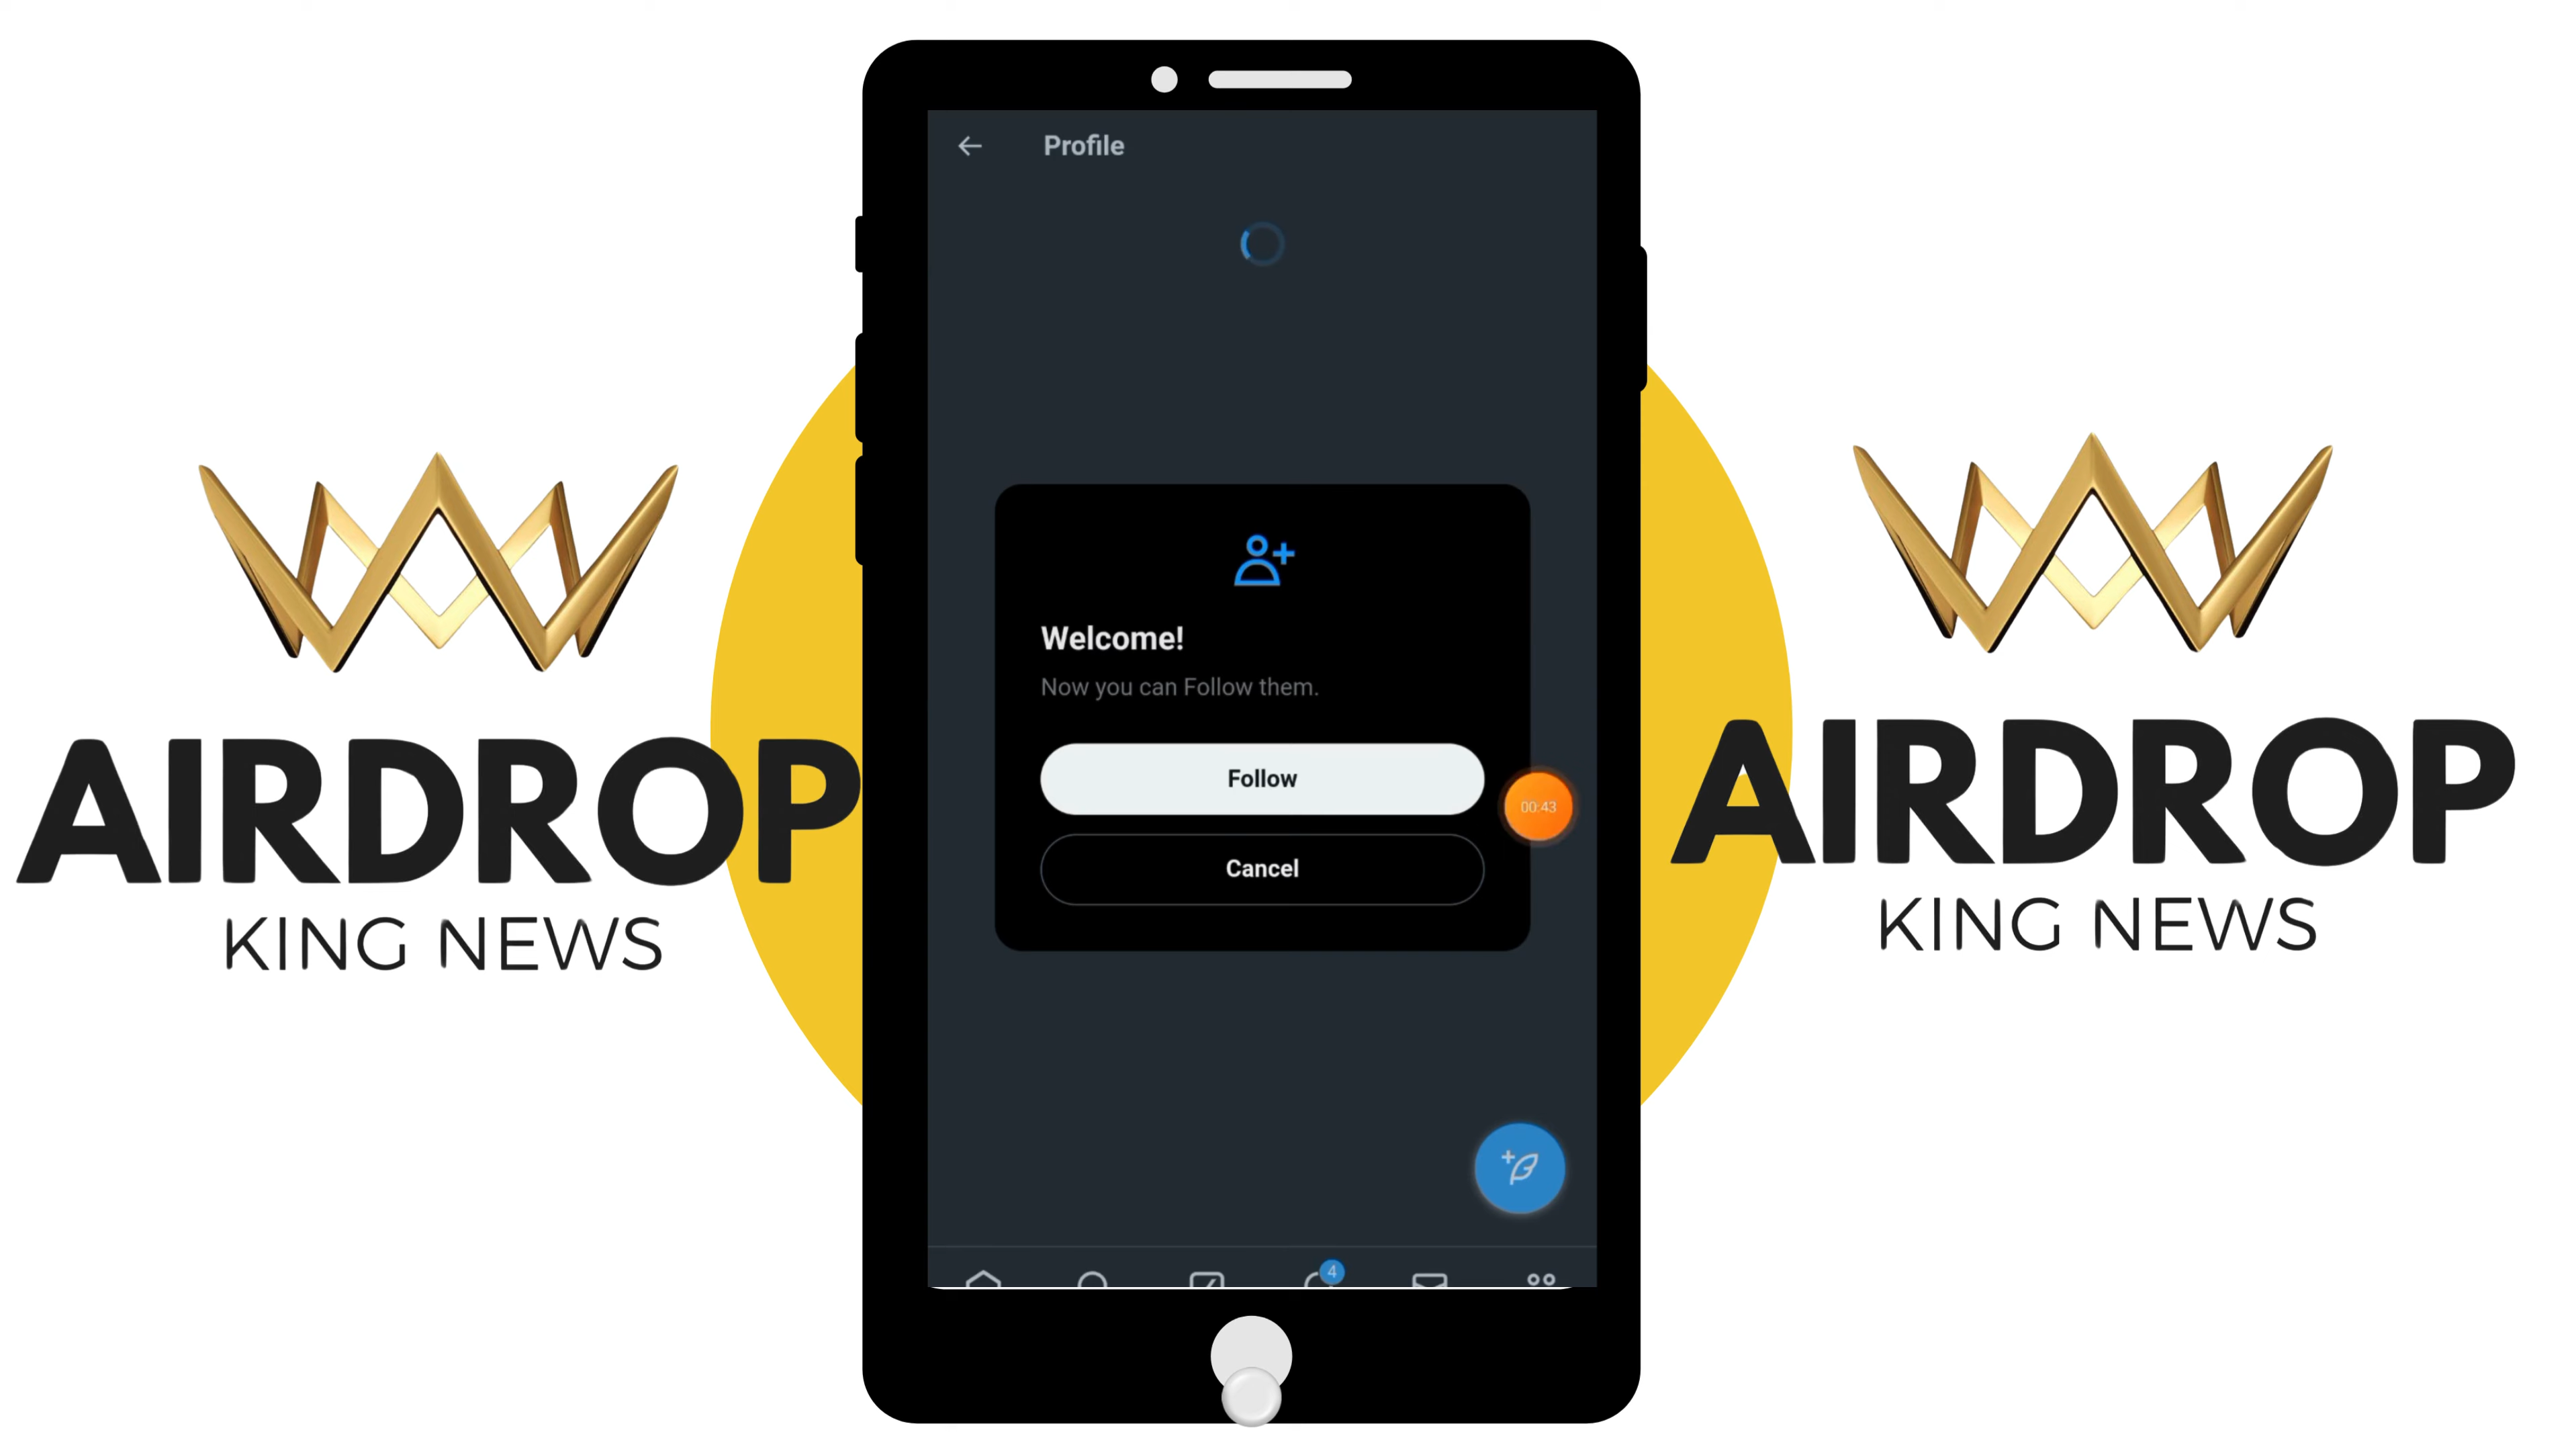 Profile
Welcome!
Now you can Follow them.
Follow
00:43
Cancel
4
AIRDROP
KING NEWS
AIRDROP
KING NEWS